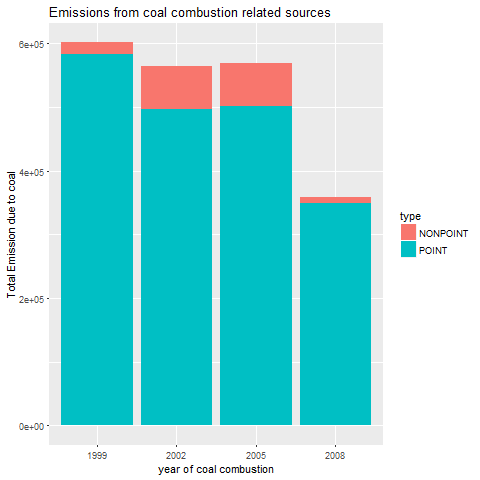 Emissions from coal combustion related sources
6e+05
4e+05
2e+05
0e+00
Total Emission due to coal
1999 2002 2005 2008
year of coal combustion
type
NONPOINT
POINT